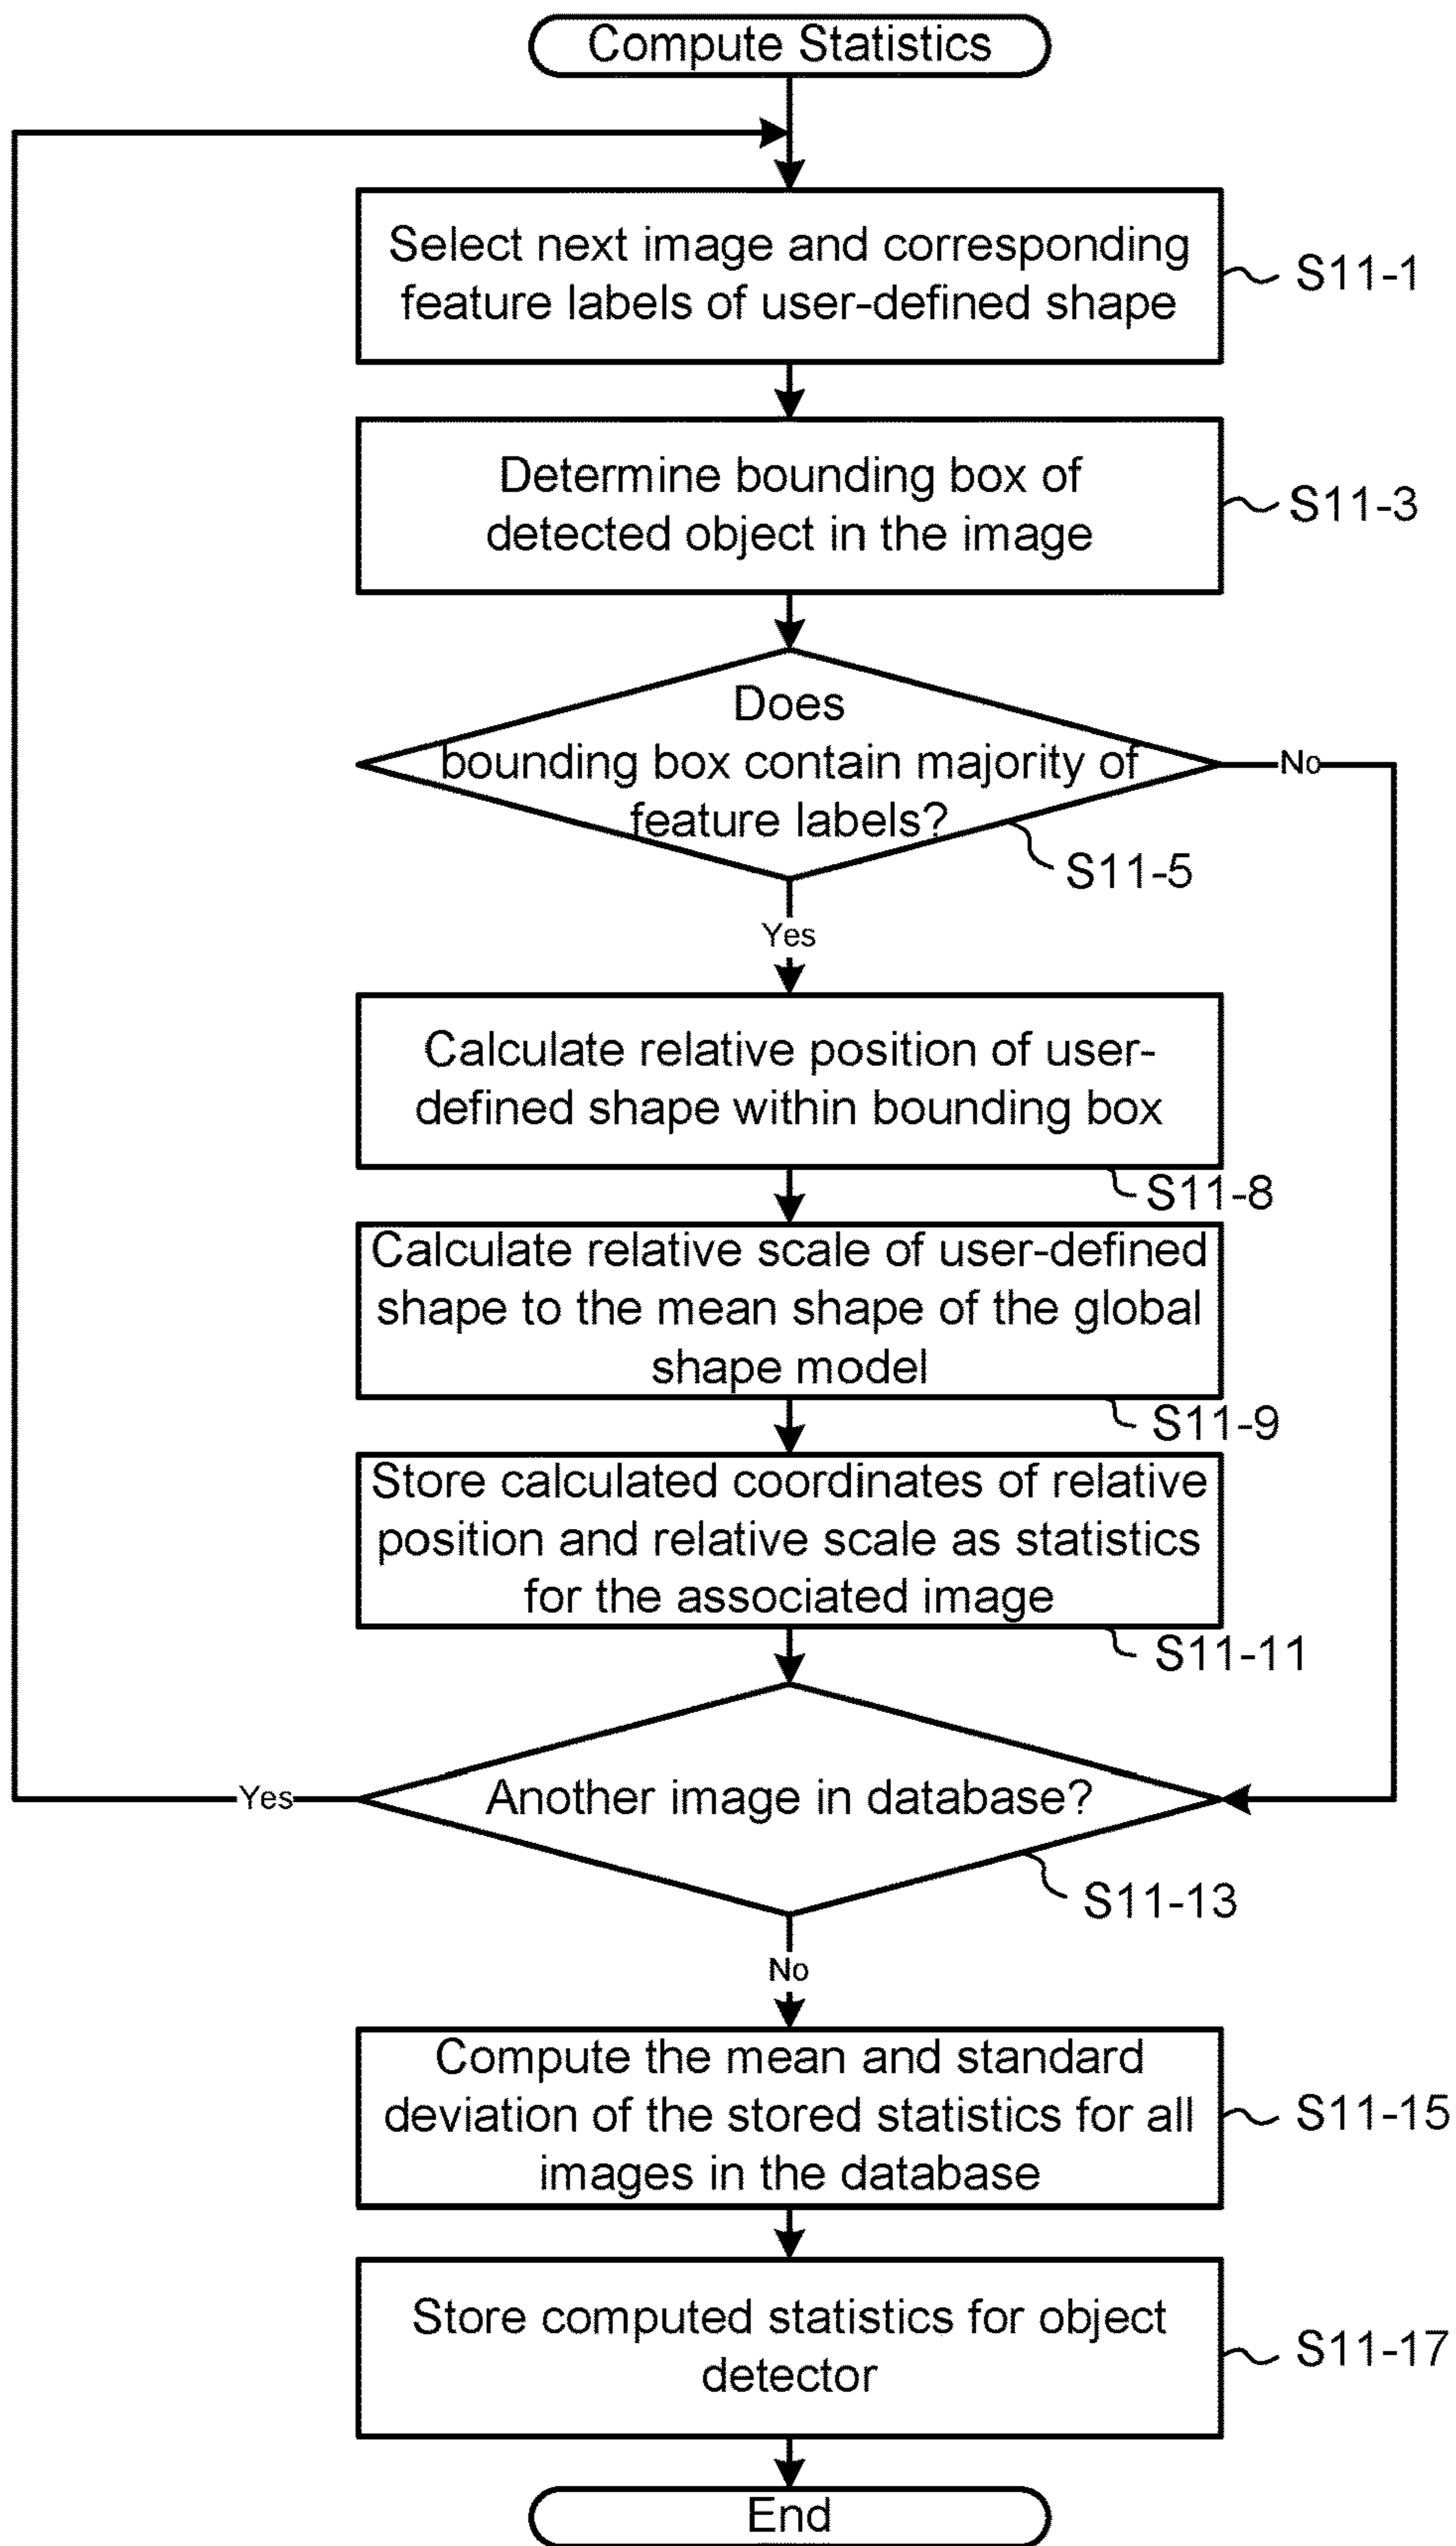 Compute Statistics
Select next image and corresponding
feature labels of user-defined shape
S11-1
Determine bounding box of
detected object in the image
S11-3
Does
bounding box contain majority of
feature labels?
No
S11-5
Yes
Calculate relative position of user-
defined shape within bounding box
S11-8
Calculate relative scale of user-defined
shape to the mean shape of the global
shape model
S11-9
Store calculated coordinates of relative
position and relative scale as statistics
for the associated image
S11-11
Another image in database?
Yes
S11-13
No
Compute the mean and standard
deviation of the stored statistics for all
images in the database
S11-15
Store computed statistics for object
detector
S11-17
End